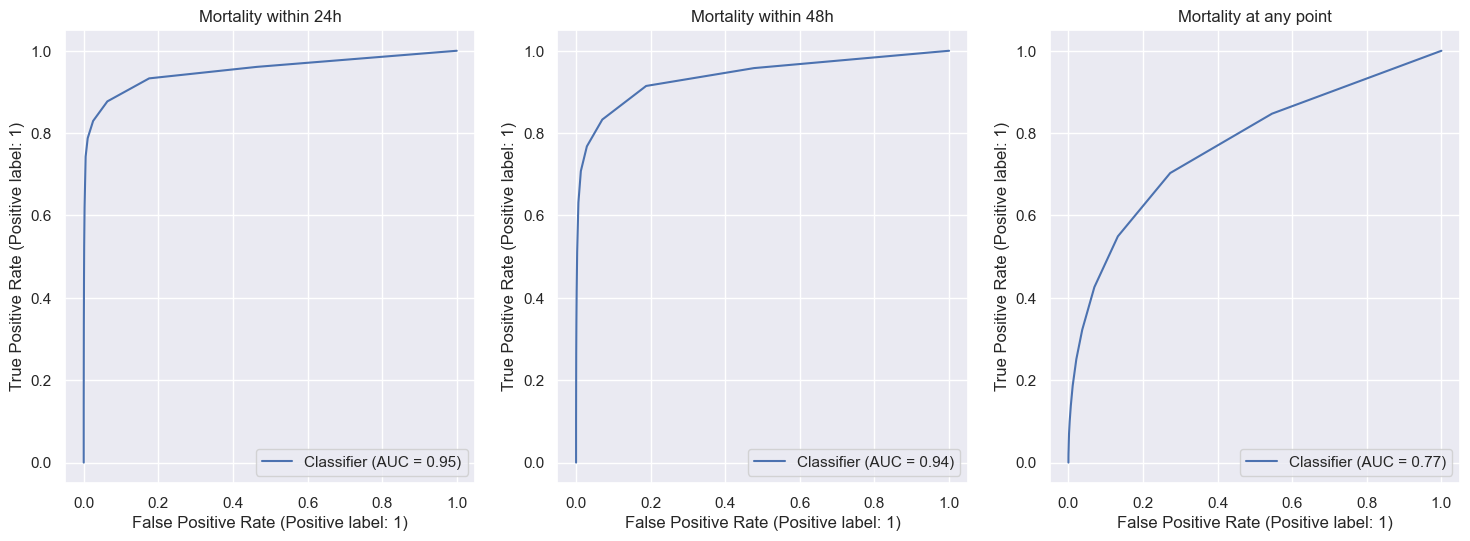 Mortality within 24h
1.0
0.8
0.6
0.4
0.2
0.0
True Positive Rate (Positive label: 1)
Classifier (AUC = 0.95)
0.0 0.2 0.4 0.6 0.8 1.0
False Positive Rate (Positive label: 1)
Mortality within 48h
1.0
0.8
0.6
0.4
0.2
0.0
True Positive Rate (Positive label: 1)
Classifier (AUC = 0.94)
0.0 0.2 0.4 0.6 0.8 1.0
False Positive Rate (Positive label: 1)
Mortality at any point
1.0
0.8
0.6
0.4
0.2
0.0
True Positive Rate (Positive label: 1)
Classifier (AUC = 0.77)
0.0 0.2 0.4 0.6 0.8 1.0
False Positive Rate (Positive label: 1)